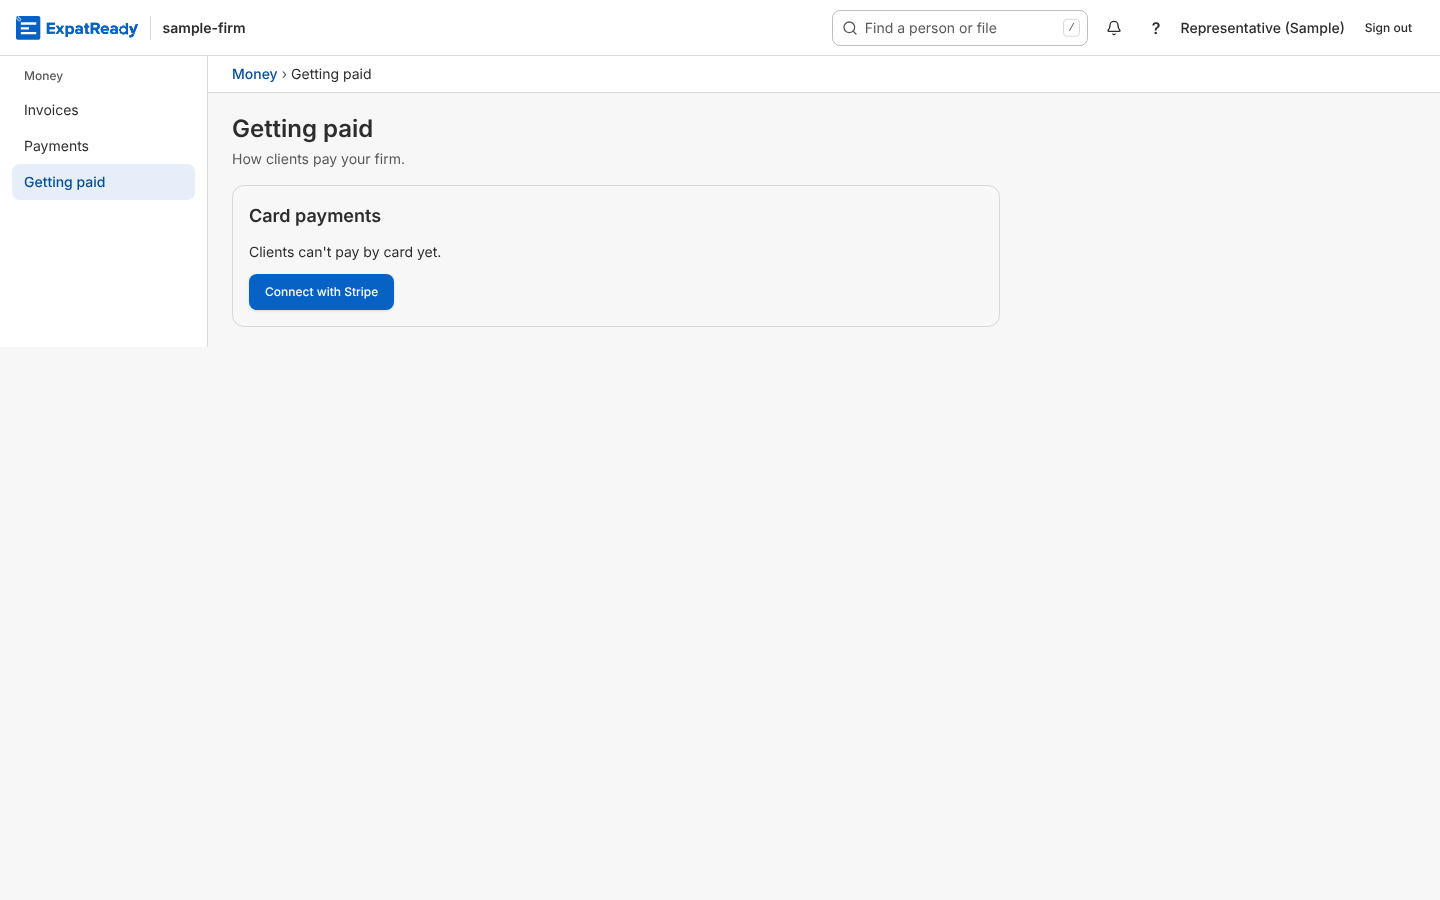 ExpatReady sample-firm Find a person or file / ? Representative (Sample) Sign out
Money
Invoices
Payments
Getting paid
Money › Getting paid
Getting paid
How clients pay your firm.
Card payments
Clients can't pay by card yet.
Connect with Stripe